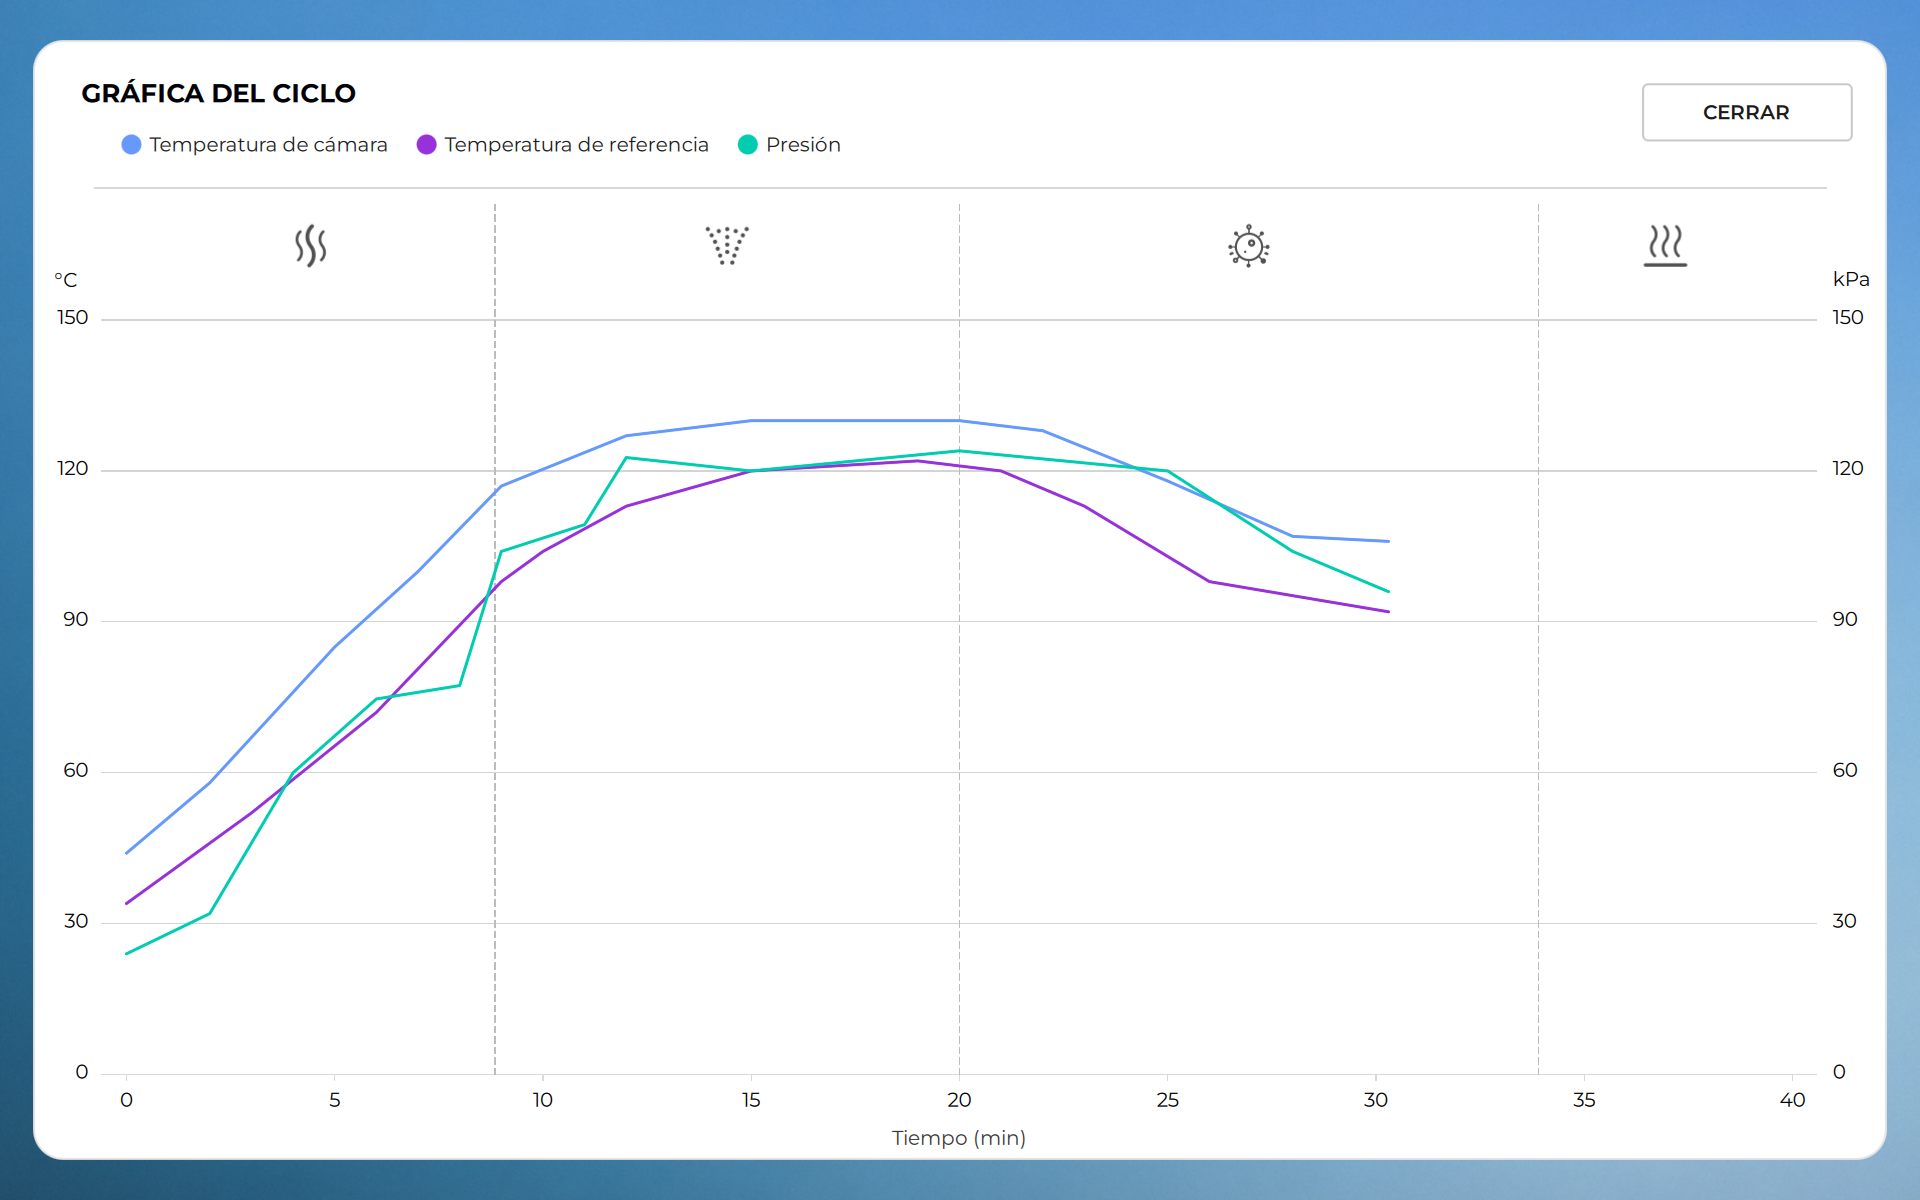 GRÁFICA DEL CICLO
CERRAR
Temperatura de cámara Temperatura de referencia Presión
°C kPa
150 150
120 120
90 90
60 60
30 30
0 0
0 5 10 15 20 25 30 35 40
Tiempo (min)